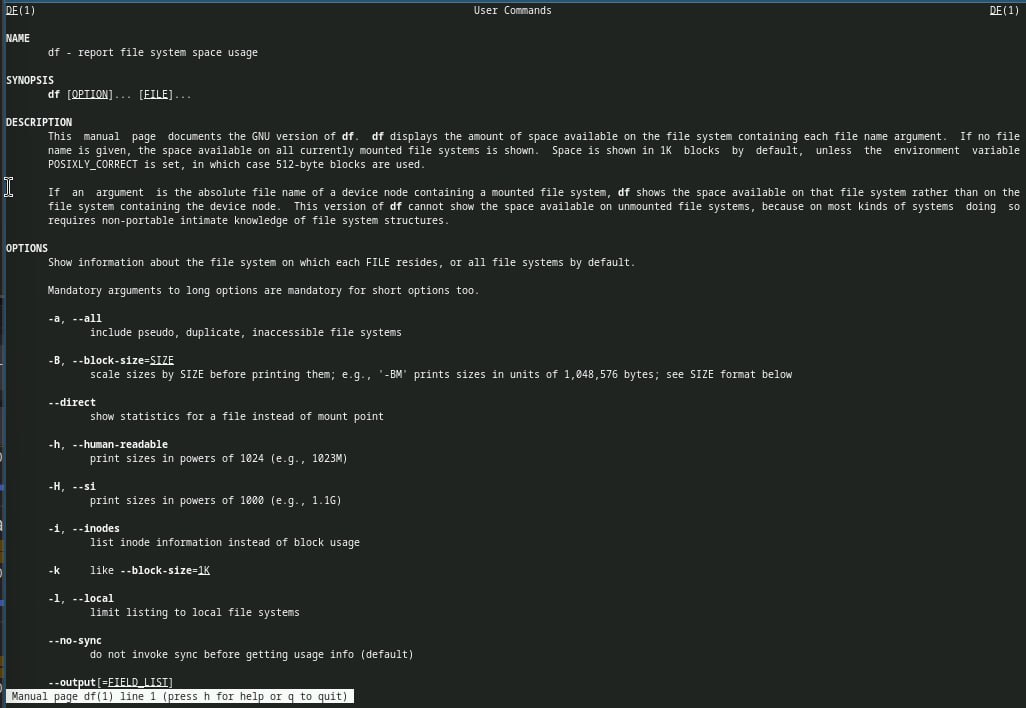 DF(1) User Commands DF(1)
NAME
df - report file system space usage
SYNOPSIS
df [OPTION]... [FILE]...
DESCRIPTION
This manual page documents the GNU version of df. df displays the amount of space available on the file system containing each file name argument. If no file
name is given, the space available on all currently mounted file systems is shown. Space is shown in 1K blocks by default, unless the environment variable
POSIXLY_CORRECT is set, in which case 512-byte blocks are used.
If an argument is the absolute file name of a device node containing a mounted file system, df shows the space available on that file system rather than on the
file system containing the device node. This version of df cannot show the space available on unmounted file systems, because on most kinds of systems doing so
requires non-portable intimate knowledge of file system structures.
OPTIONS
Show information about the file system on which each FILE resides, or all file systems by default.
Mandatory arguments to long options are mandatory for short options too.
-a, --all
include pseudo, duplicate, inaccessible file systems
-B, --block-size=SIZE
scale sizes by SIZE before printing them; e.g., '-BM' prints sizes in units of 1,048,576 bytes; see SIZE format below
--direct
show statistics for a file instead of mount point
-h, --human-readable
print sizes in powers of 1024 (e.g., 1023M)
-H, --si
print sizes in powers of 1000 (e.g., 1.1G)
-i, --inodes
list inode information instead of block usage
-k like --block-size=1K
-l, --local
limit listing to local file systems
--no-sync
do not invoke sync before getting usage info (default)
--output[=FIELD_LIST]
Manual page df(1) line 1 (press h for help or q to quit)